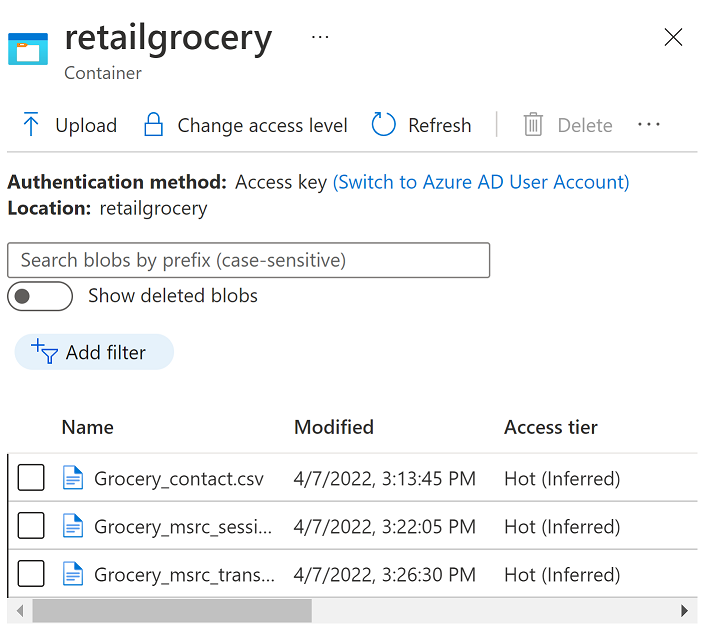 retailgrocery ...
Container
Upload Change access level Refresh Delete ...
Authentication method: Access key (Switch to Azure AD User Account)
Location: retailgrocery
Search blobs by prefix (case-sensitive)
Show deleted blobs
Add filter
Name Modified Access tier
Grocery_contact.csv 4/7/2022, 3:13:45 PM Hot (Inferred)
Grocery_msrc_sessi... 4/7/2022, 3:22:05 PM Hot (Inferred)
Grocery_msrc_trans... 4/7/2022, 3:26:30 PM Hot (Inferred)